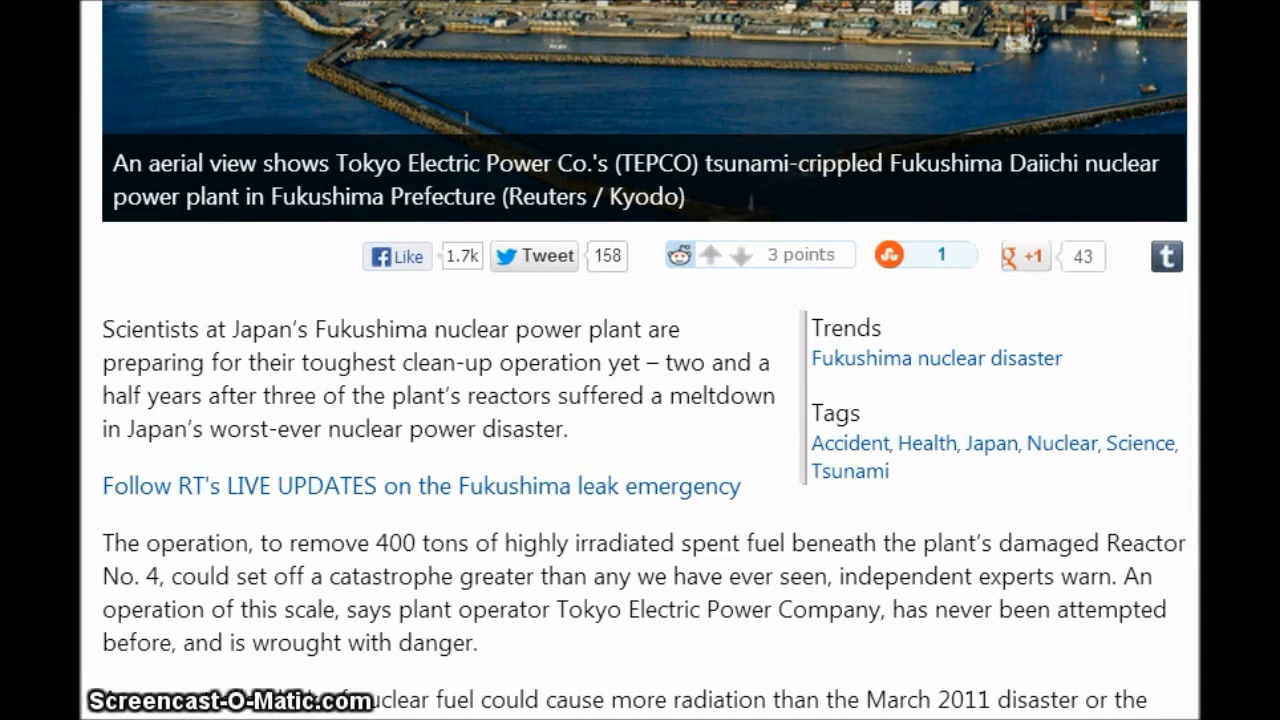 An aerial view shows Tokyo Electric Power Co.'s (TEPCO) tsunami-crippled Fukushima Daiichi nuclear
power plant in Fukushima Prefecture (Reuters / Kyodo)
Like 1.7k Tweet 158 3 points 1 +1 43
Scientists at Japan’s Fukushima nuclear power plant are
preparing for their toughest clean-up operation yet – two and a
half years after three of the plant’s reactors suffered a meltdown
in Japan’s worst-ever nuclear power disaster.
Follow RT's LIVE UPDATES on the Fukushima leak emergency
Trends
Fukushima nuclear disaster
Tags
Accident, Health, Japan, Nuclear, Science,
Tsunami
The operation, to remove 400 tons of highly irradiated spent fuel beneath the plant’s damaged Reactor
No. 4, could set off a catastrophe greater than any we have ever seen, independent experts warn. An
operation of this scale, says plant operator Tokyo Electric Power Company, has never been attempted
before, and is wrought with danger.
nuclear fuel could cause more radiation than the March 2011 disaster or the
Screencast-O-Matic.com